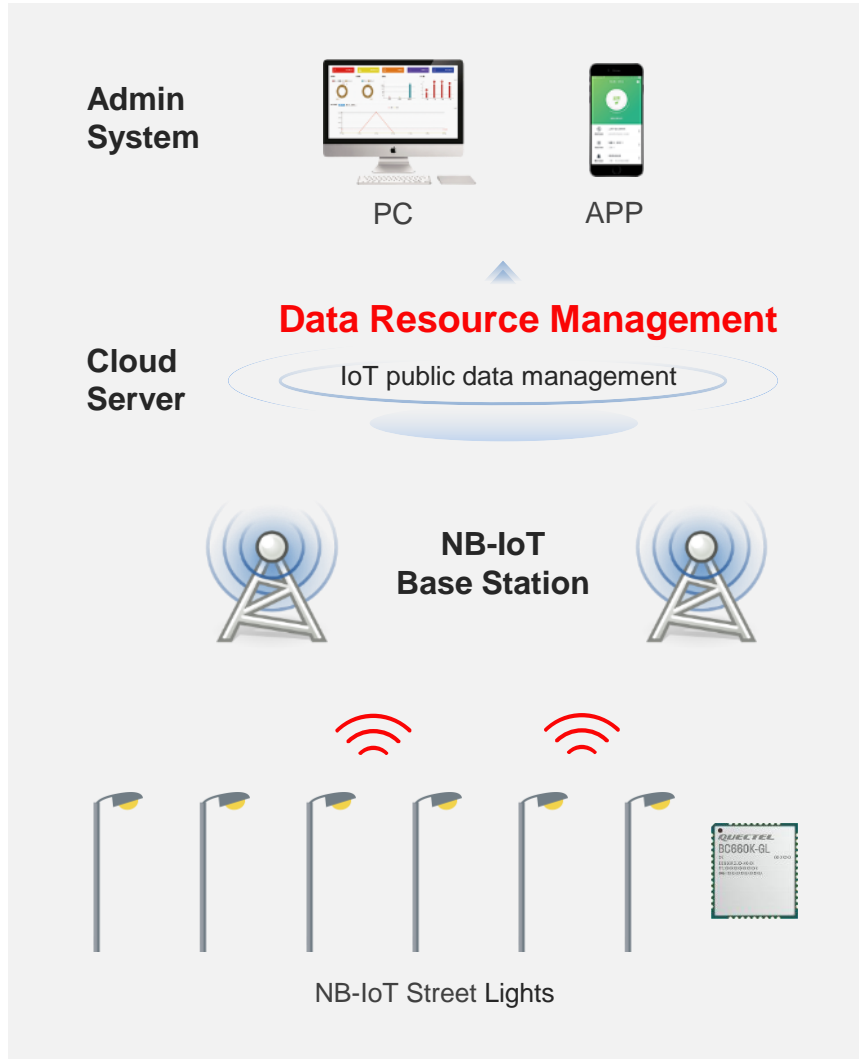 Admin
System
PC
APP
Data Resource Management
Cloud
Server
IoT public data management
NB-IoT
Base Station
QUECTEL
BC660K-GL
NB-IoT Street Lights